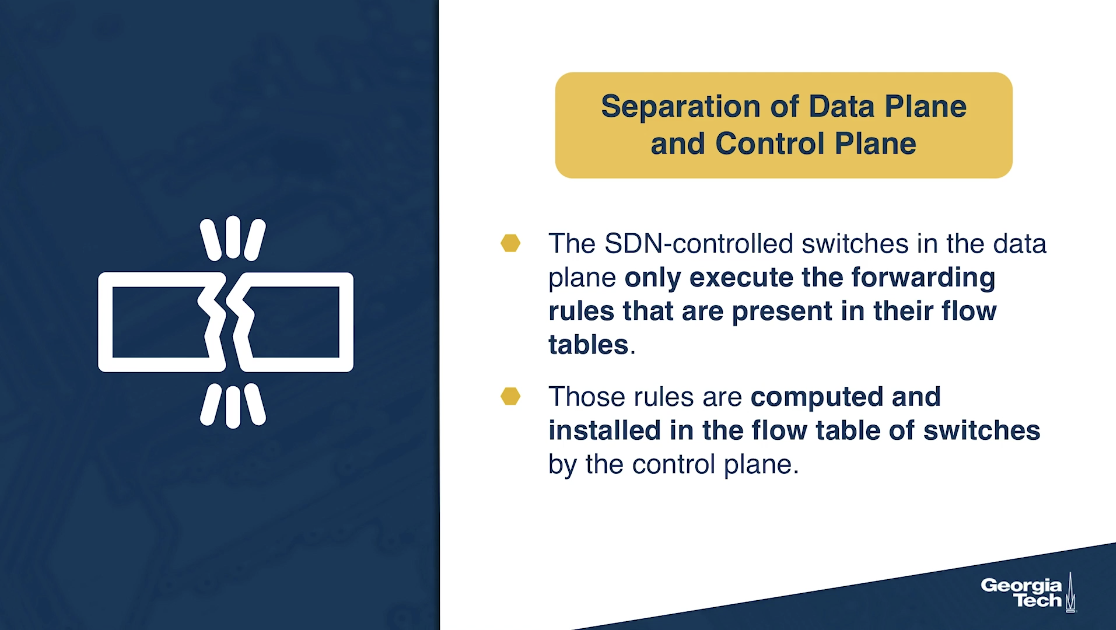 Separation of Data Plane
and Control Plane
The SDN-controlled switches in the data
plane only execute the forwarding
rules that are present in their flow
tables.
Those rules are computed and
installed in the flow table of switches
by the control plane.
Georgia
Tech